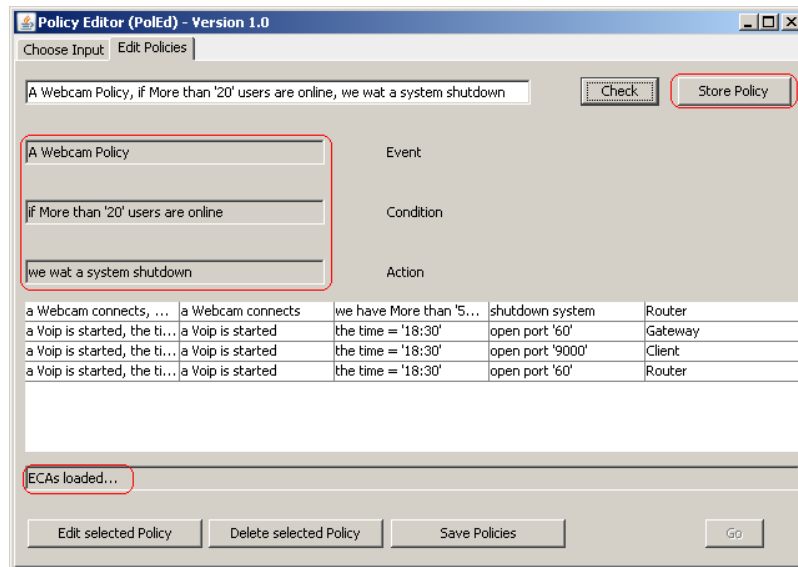 Policy Editor (PolEd) - Version 1.0
Choose Input Edit Policies
A Webcam Policy, if More than '20' users are online, we wat a system shutdown Check Store Policy
A Webcam Policy Event
if More than '20' users are online Condition
we wat a system shutdown Action
a Webcam connects, ... a Webcam connects we have More than '5... shutdown system Router
a Voip is started, the ti... a Voip is started the time = '18:30' open port '60' Gateway
a Voip is started, the ti... a Voip is started the time = '18:30' open port '9000' Client
a Voip is started, the ti... a Voip is started the time = '18:30' open port '60' Router
ECAs loaded...
Edit selected Policy Delete selected Policy Save Policies Go